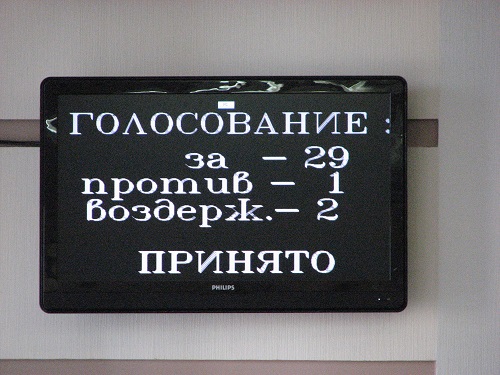 ГОЛОСОВАНИЕ :
за – 29
против – 1
воздерж.– 2
ПРИНЯТО
PHILIPS